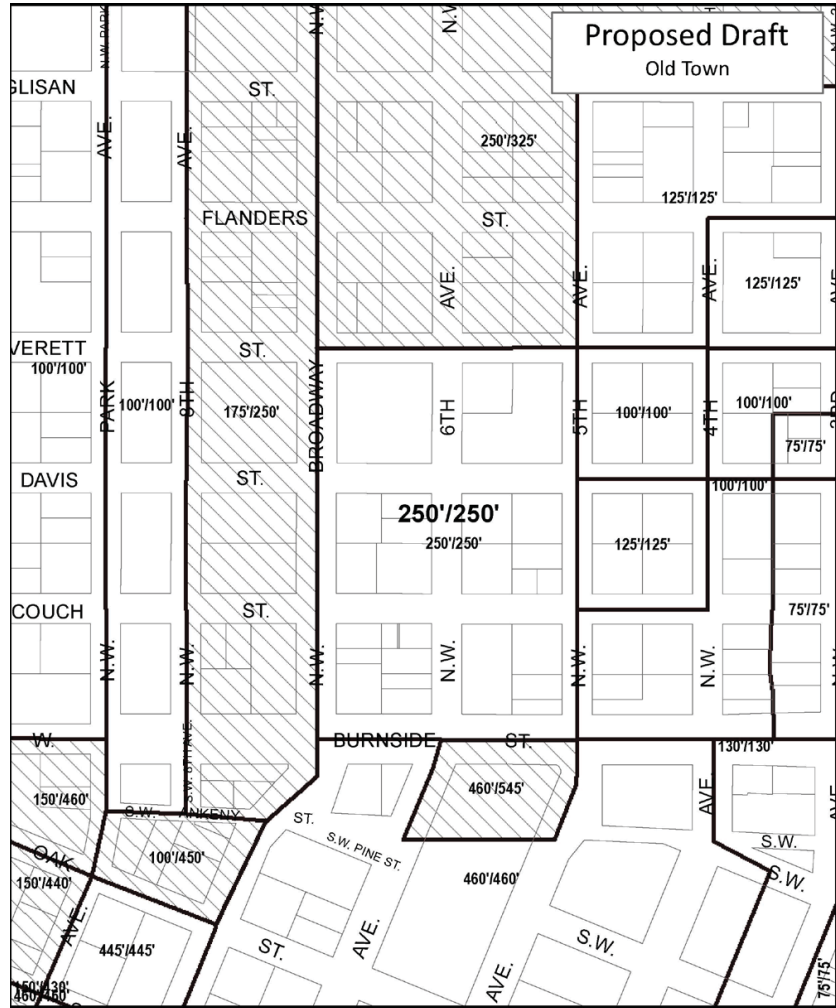 Proposed Draft
Old Town
N.W. PARK
N.W.
N.W.
GLISAN
ST.
AVE.
AVE.
250'/325'
125'/125'
FLANDERS
ST.
AVE.
AVE.
AVE.
125'/125'
VERETT
ST.
100'/100'
PARK
100'/100'
8TH
175'/250'
BROADWAY
6TH
5TH
100'/100'
4TH
100'/100'
3RD
75'/75'
DAVIS
ST.
100'/100'
250'/250'
250'/250'
125'/125'
COUCH
ST.
75'/75'
N.W.
N.W.
N.W.
N.W.
N.W.
N.W.
W.
BURNSIDE
ST.
130'/130'
S.W. 8TH AVE.
150'/460'
460'/545'
AVE.
S.W.
ANKENY
ST.
S.W. PINE ST.
S.W.
OAK
100'/450'
S.W.
150'/440'
460'/460'
AVE.
445'/445'
ST.
AVE.
S.W.
AVE.
75'/75'